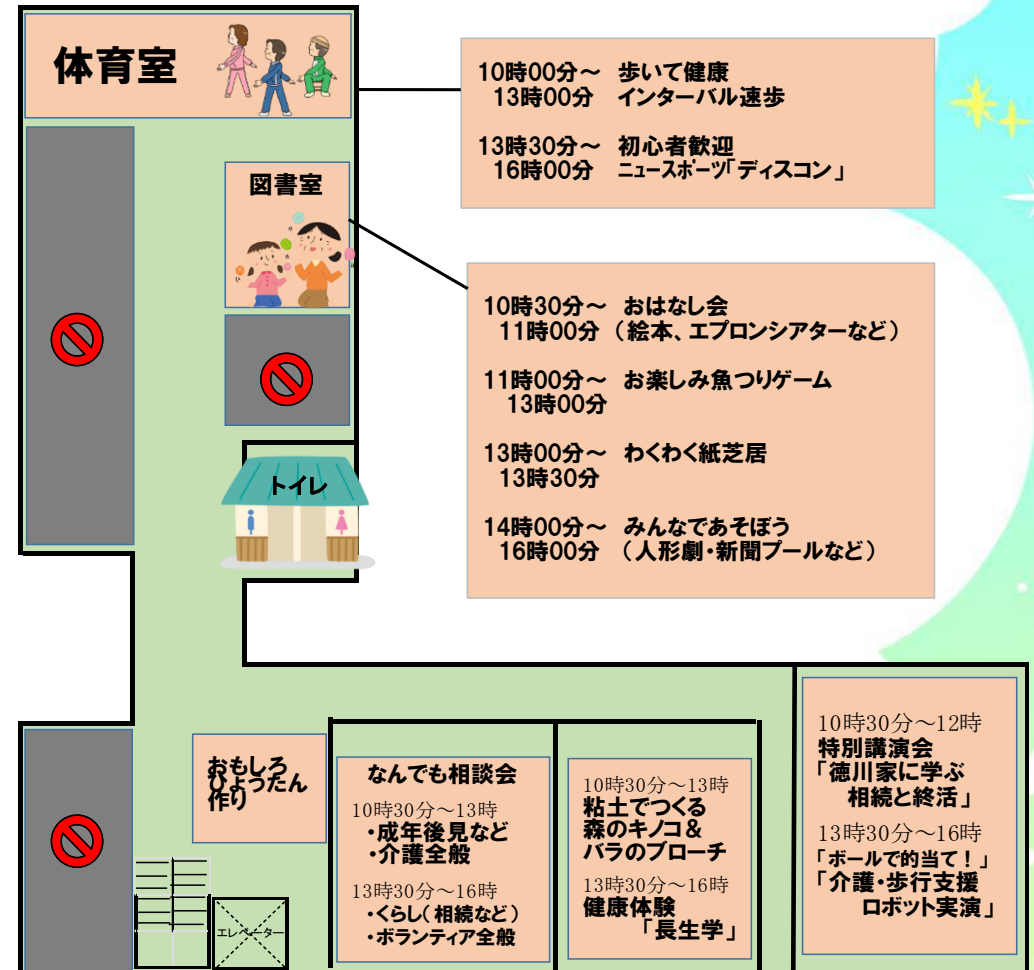 体育室
10時00分～　歩いて健康
13時00分　インターバル速歩
13時30分～　初心者歓迎
16時00分　ニュースポーツ「ディスコン」
図書室
10時30分～　おはなし会
11時00分　（絵本、エプロンシアターなど）
11時00分～　お楽しみ魚つりゲーム
13時00分
13時00分～　わくわく紙芝居
13時30分
14時00分～　みんなであそぼう
16時00分　（人形劇・新聞プールなど）
トイレ
おもしろ
ひょうたん
作り
エレベーター
なんでも相談会
10時30分～13時
・成年後見など
・介護全般
13時30分～16時
・くらし（相続など）
・ボランティア全般
10時30分～13時
粘土でつくる
森のキノコ＆
バラのブローチ
13時30分～16時
健康体験
「長生学」
10時30分～12時
特別講演会
「徳川家に学ぶ
相続と終活」
13時30分～16時
「ボールで的当て！」
「介護・歩行支援
ロボット実演」